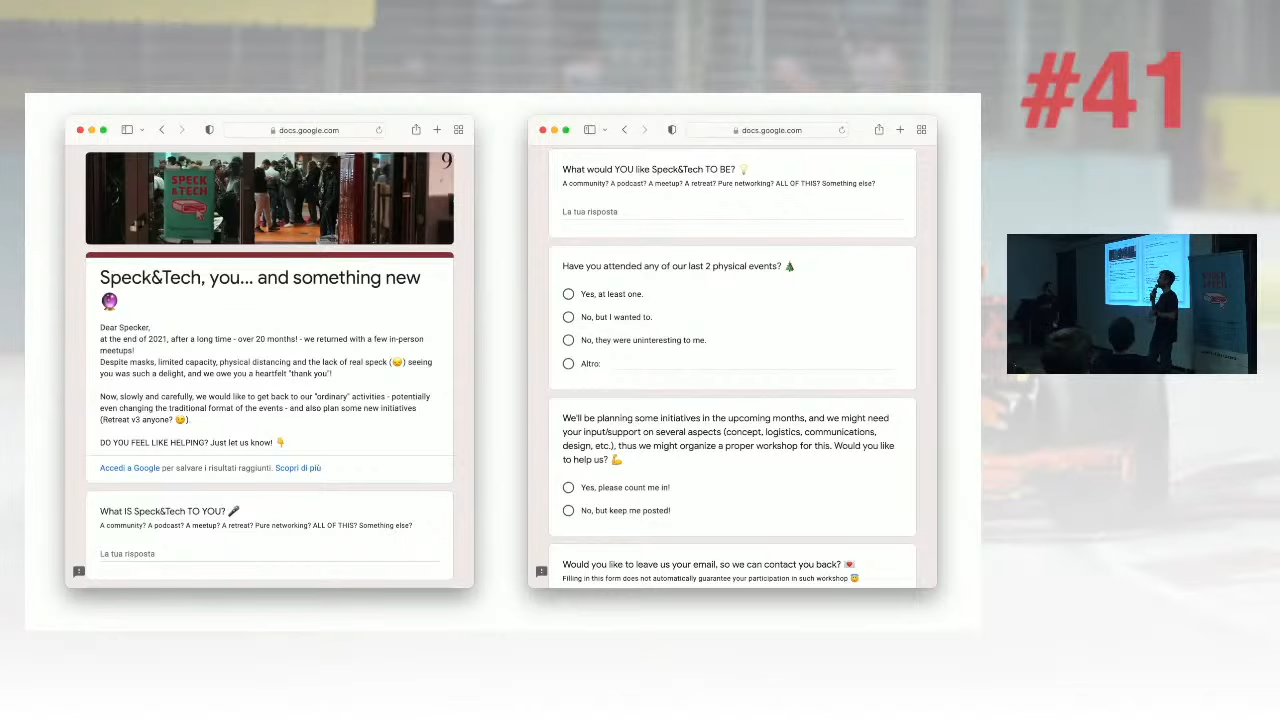 #41
docs.google.com
9
SPECK
&TECH
Speck&Tech, you... and something new
🔮
Dear Specker,
at the end of 2021, after a long time - over 20 months! - we returned with a few in-person
meetups!
Despite masks, limited capacity, physical distancing and the lack of real speck (😔) seeing
you was such a delight, and we owe you a heartfelt "thank you"!
Now, slowly and carefully, we would like to get back to our "ordinary" activities - potentially
even changing the traditional format of the events - and also plan some new initiatives
(Retreat v3 anyone? 😏).
DO YOU FEEL LIKE HELPING? Just let us know! 👇
Accedi a Google per salvare i risultati raggiunti. Scopri di più
What IS Speck&Tech TO YOU? 🎤
A community? A podcast? A meetup? A retreat? Pure networking? ALL OF THIS? Something else?
La tua risposta
docs.google.com
What would YOU like Speck&Tech TO BE? 💡
A community? A podcast? A meetup? A retreat? Pure networking? ALL OF THIS? Something else?
La tua risposta
Have you attended any of our last 2 physical events? 🎄
Yes, at least one.
No, but I wanted to.
No, they were uninteresting to me.
Altro:
We'll be planning some initiatives in the upcoming months, and we might need
your input/support on several aspects (concept, logistics, communications,
design, etc.), thus we might organize a proper workshop for this. Would you like
to help us? 💪
Yes, please count me in!
No, but keep me posted!
Would you like to leave us your email, so we can contact you back? 💌
Filling in this form does not automatically guarantee your participation in such workshop 😇
SPECK
&TECH